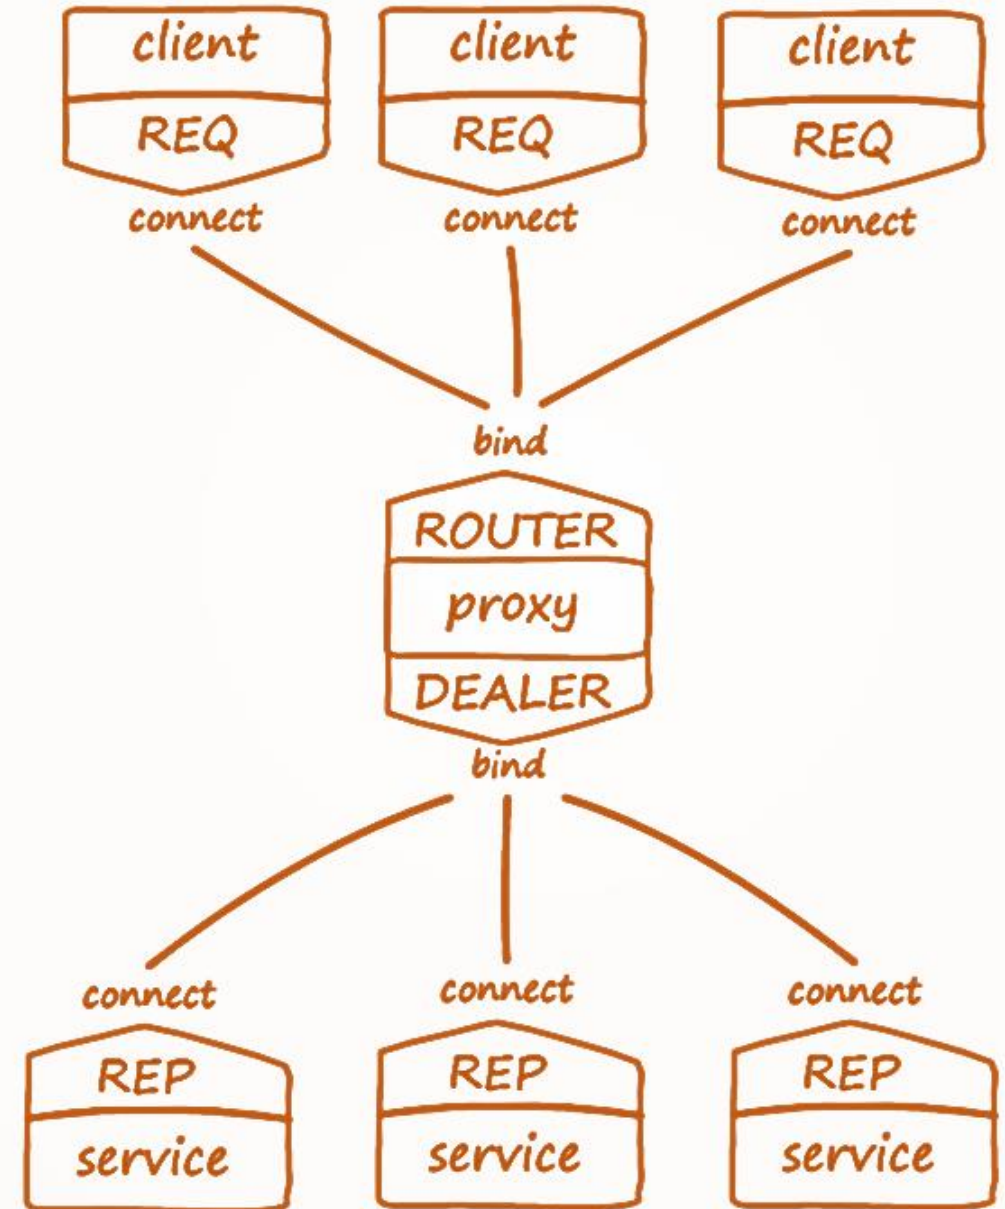 client client client
REQ REQ REQ
connect connect connect
bind
ROUTER
proxy
DEALER
bind
connect connect connect
REP REP REP
service service service